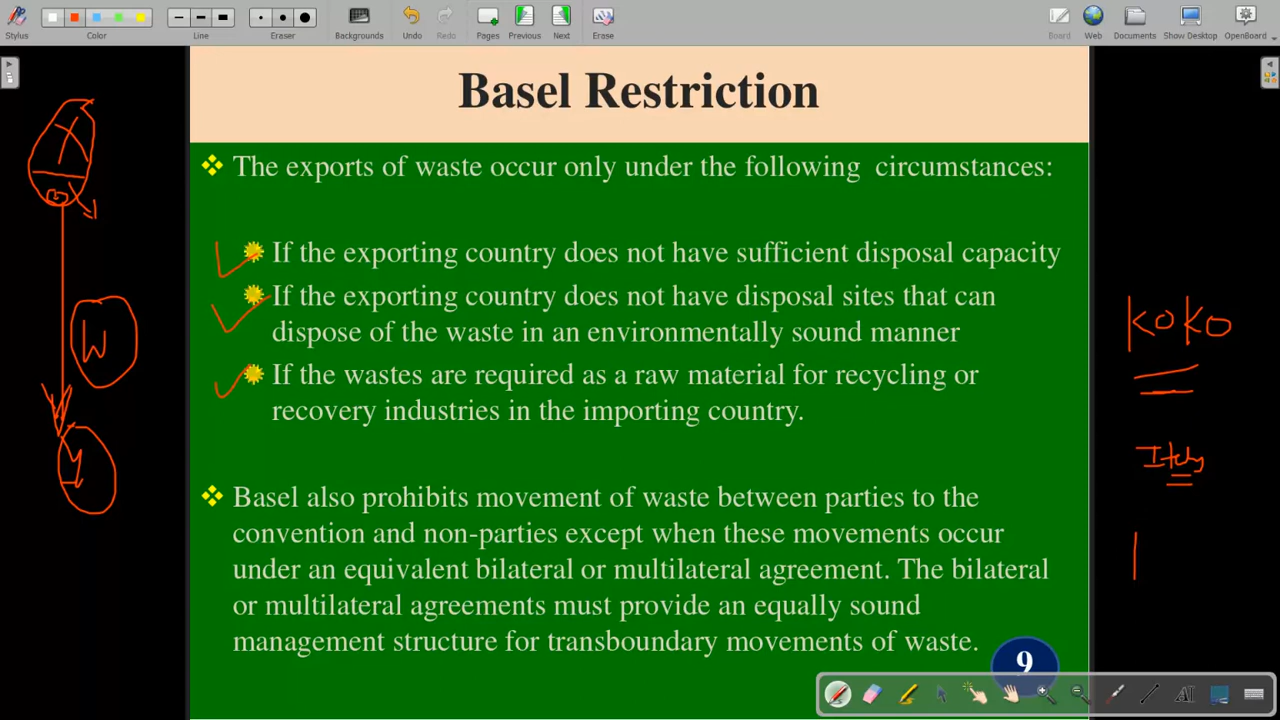 Stylus
Color
Line
Eraser
Backgrounds
Undo
Redo
Pages
Previous
Next
Erase
Board
Web
Documents
Show Desktop
OpenBoard
Basel Restriction
The exports of waste occur only under the following circumstances:
If the exporting country does not have sufficient disposal capacity
If the exporting country does not have disposal sites that can
dispose of the waste in an environmentally sound manner
If the wastes are required as a raw material for recycling or
recovery industries in the importing country.
Basel also prohibits movement of waste between parties to the
convention and non-parties except when these movements occur
under an equivalent bilateral or multilateral agreement. The bilateral
or multilateral agreements must provide an equally sound
management structure for transboundary movements of waste.
9
X
W
y
KOKO